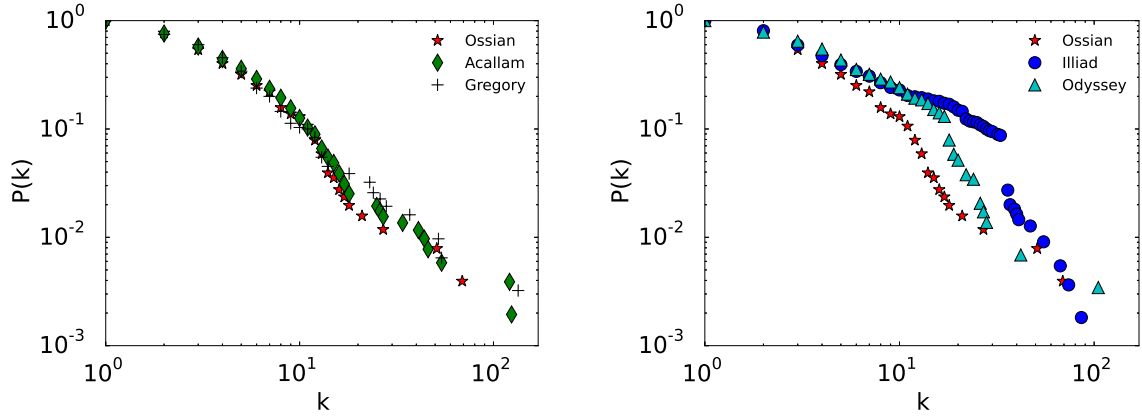 10^0
10^-1
10^-2
10^-3
P(k)
10^0
10^1
10^2
k
Ossian
Acallam
Gregory
10^0
10^-1
10^-2
10^-3
P(k)
10^0
10^1
10^2
k
Ossian
Illiad
Odyssey